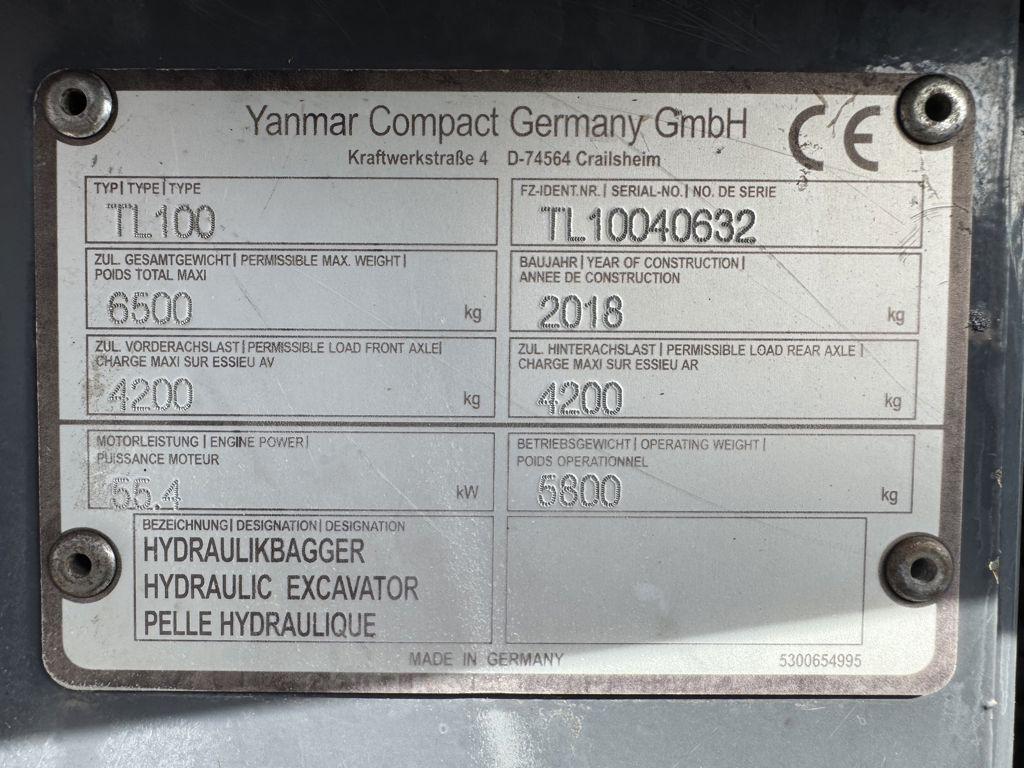 Yanmar Compact Germany GmbH
CE
Kraftwerkstraße 4 D-74564 Crailsheim
TYP | TYPE | TYPE
TL100
FZ-IDENT.NR. | SERIAL-NO. | NO. DE SERIE
TL10040632
ZUL. GESAMTGEWICHT | PERMISSIBLE MAX. WEIGHT |
POIDS TOTAL MAXI
6500 kg
BAUJAHR | YEAR OF CONSTRUCTION |
ANNEE DE CONSTRUCTION
2018 kg
ZUL. VORDERACHSLAST | PERMISSIBLE LOAD FRONT AXLE |
CHARGE MAXI SUR ESSIEU AV
4200 kg
ZUL. HINTERACHSLAST | PERMISSIBLE LOAD REAR AXLE |
CHARGE MAXI SUR ESSIEU AR
4200 kg
MOTORLEISTUNG | ENGINE POWER |
PUISSANCE MOTEUR
55.4 kW
BETRIEBSGEWICHT | OPERATING WEIGHT |
POIDS OPERATIONNEL
5800 kg
BEZEICHNUNG | DESIGNATION | DESIGNATION
HYDRAULIKBAGGER
HYDRAULIC EXCAVATOR
PELLE HYDRAULIQUE
MADE IN GERMANY
5300654995